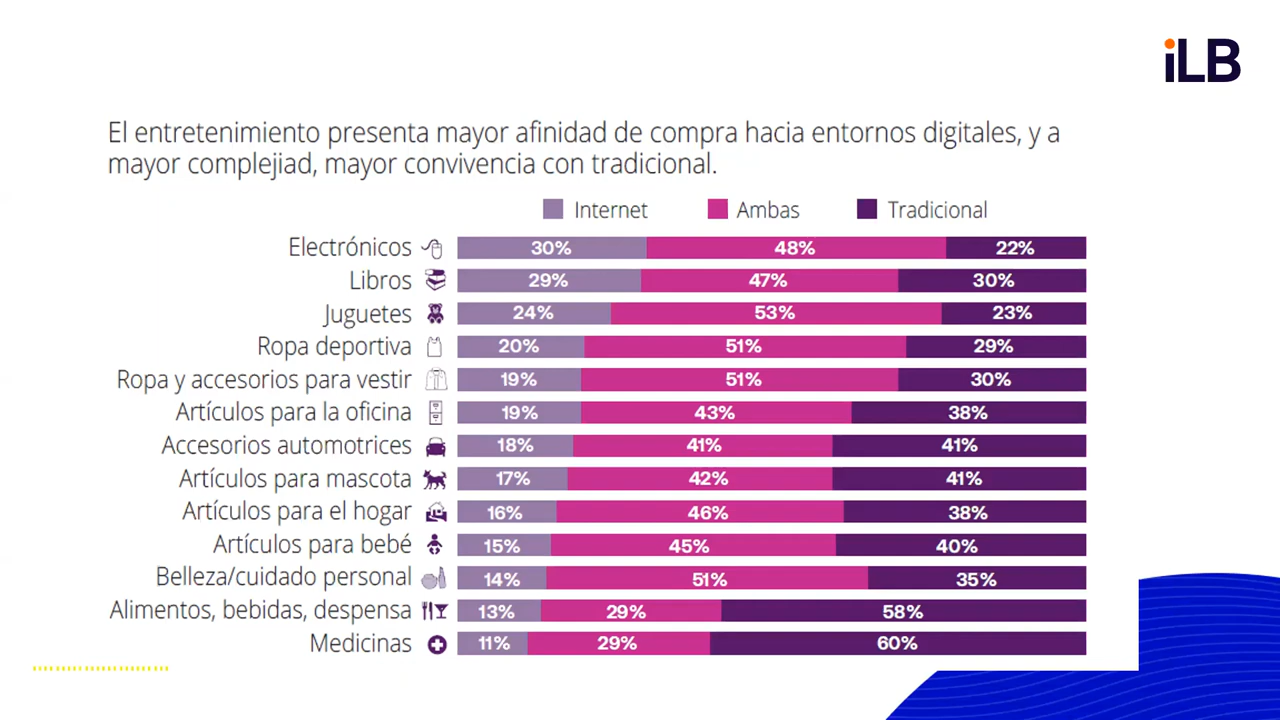 iLB
El entretenimiento presenta mayor afinidad de compra hacia entornos digitales, y a
mayor complejiad, mayor convivencia con tradicional.
Internet Ambas Tradicional
Electrónicos 30% 48% 22%
Libros 29% 47% 30%
Juguetes 24% 53% 23%
Ropa deportiva 20% 51% 29%
Ropa y accesorios para vestir 19% 51% 30%
Artículos para la oficina 19% 43% 38%
Accesorios automotrices 18% 41% 41%
Artículos para mascota 17% 42% 41%
Artículos para el hogar 16% 46% 38%
Artículos para bebé 15% 45% 40%
Belleza/cuidado personal 14% 51% 35%
Alimentos, bebidas, despensa 13% 29% 58%
Medicinas 11% 29% 60%